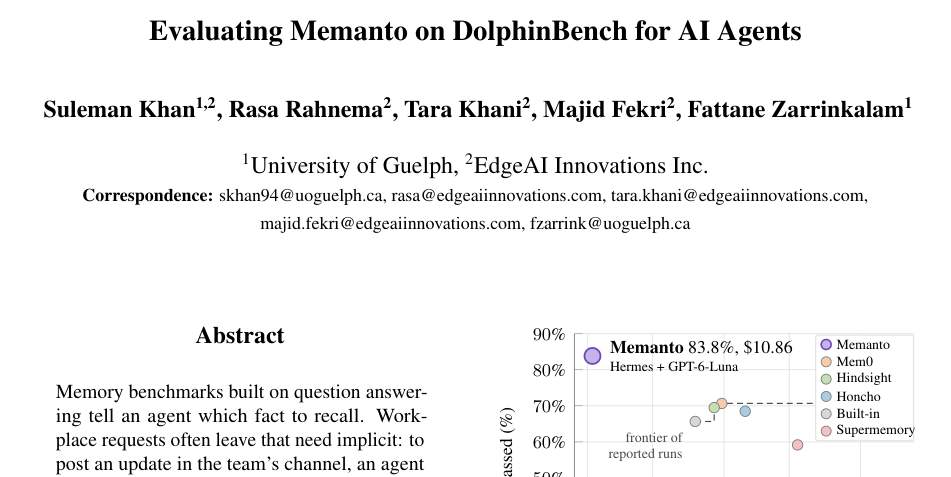 Evaluating Memanto on DolphinBench for AI Agents
Suleman Khan1,2, Rasa Rahnema2, Tara Khani2, Majid Fekri2, Fattane Zarrinkalam1
1University of Guelph, 2EdgeAI Innovations Inc.
Correspondence: skhan94@uoguelph.ca, rasa@edgeaiinnovations.com, tara.khani@edgeaiinnovations.com,
majid.fekri@edgeaiinnovations.com, fzarrink@uoguelph.ca
Abstract
Memory benchmarks built on question answer-
ing tell an agent which fact to recall. Work-
place requests often leave that need implicit: to
post an update in the team's channel, an agent
90%
80%
70%
60%
50%
assed (%)
Memanto 83.8%, $10.86
Hermes + GPT-6-Luna
frontier of
reported runs
Memanto
Mem0
Hindsight
Honcho
Built-in
Supermemory